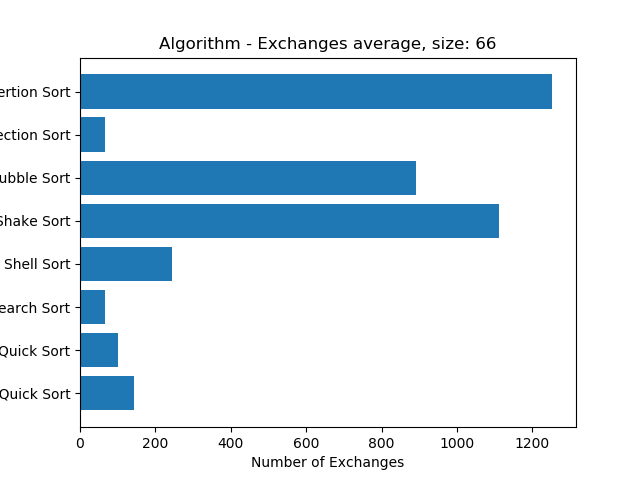 Algorithm - Exchanges average, size: 66
ertion Sort
ection Sort
ubble Sort
Shake Sort
Shell Sort
earch Sort
Quick Sort
Quick Sort
0 200 400 600 800 1000 1200
Number of Exchanges